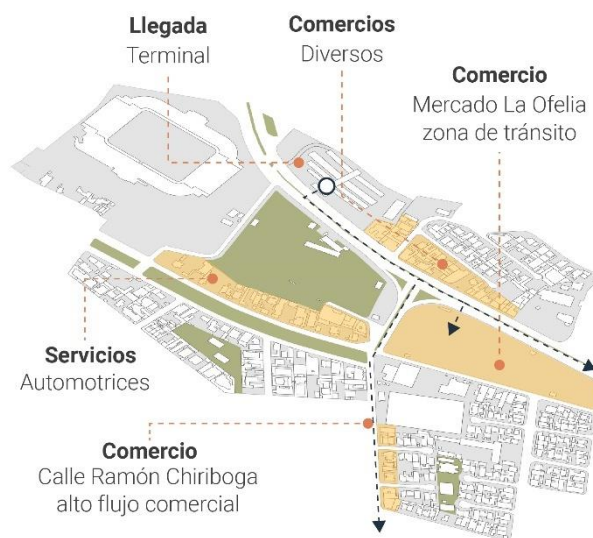 Llegada
Terminal
Comercios
Diversos
Comercio
Mercado La Ofelia
zona de tránsito
Servicios
Automotrices
Comercio
Calle Ramón Chiriboga
alto flujo comercial